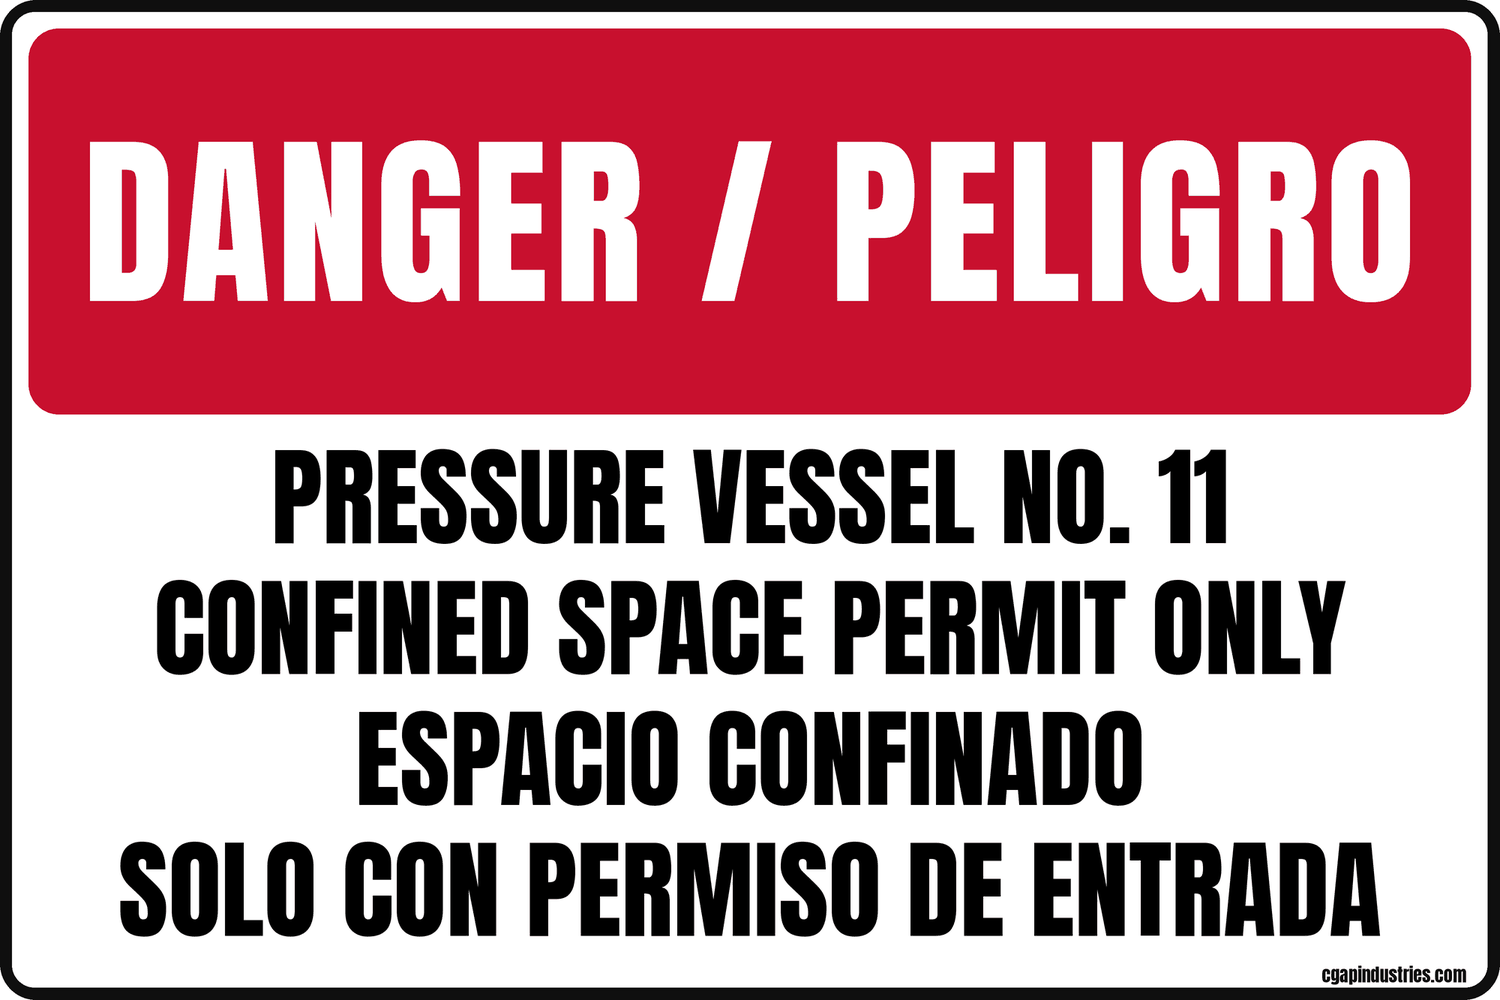 DANGER / PELIGRO
PRESSURE VESSEL NO. 11
CONFINED SPACE PERMIT ONLY
ESPACIO CONFINADO
SOLO CON PERMISO DE ENTRADA
cgapindustries.com